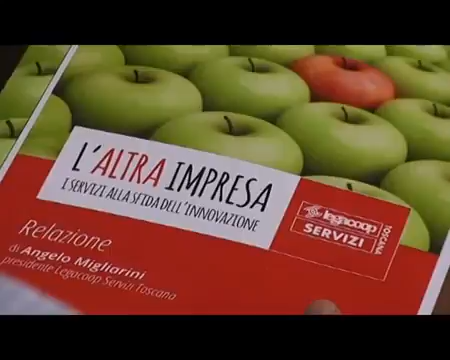 L'ALTRA IMPRESA
I SERVIZI ALLA SFIDA DELL'INNOVAZIONE
legacoop
SERVIZI
TOSCANA
Relazione
di Angelo Migliorini
presidente Legacoop Servizi Toscana